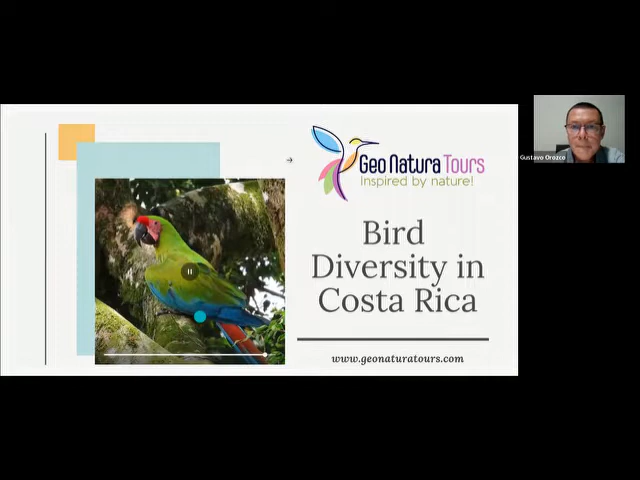 Geo Natura Tours
Inspired by nature!
Bird
Diversity in
Costa Rica
www.geonaturatours.com
Gustavo Orozco